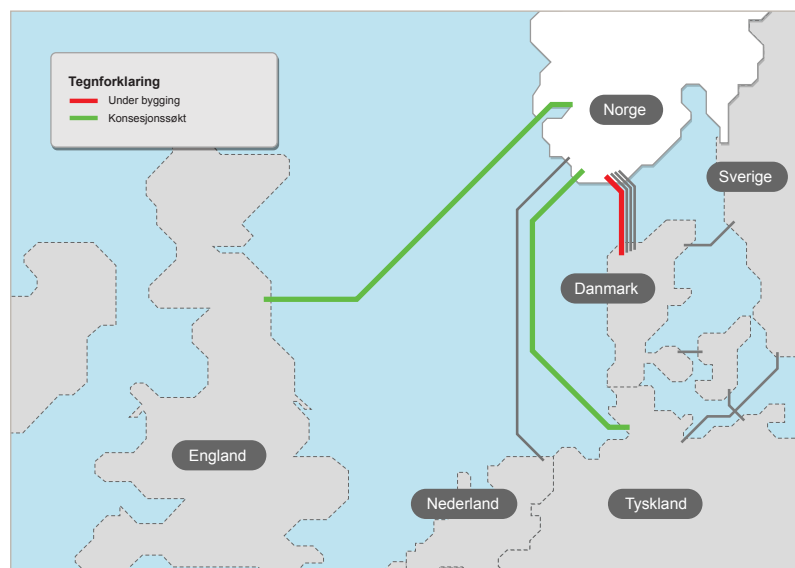 Tegnforklaring
Under bygging
Konsesjonssøkt
Norge
Sverige
Danmark
England
Nederland
Tyskland